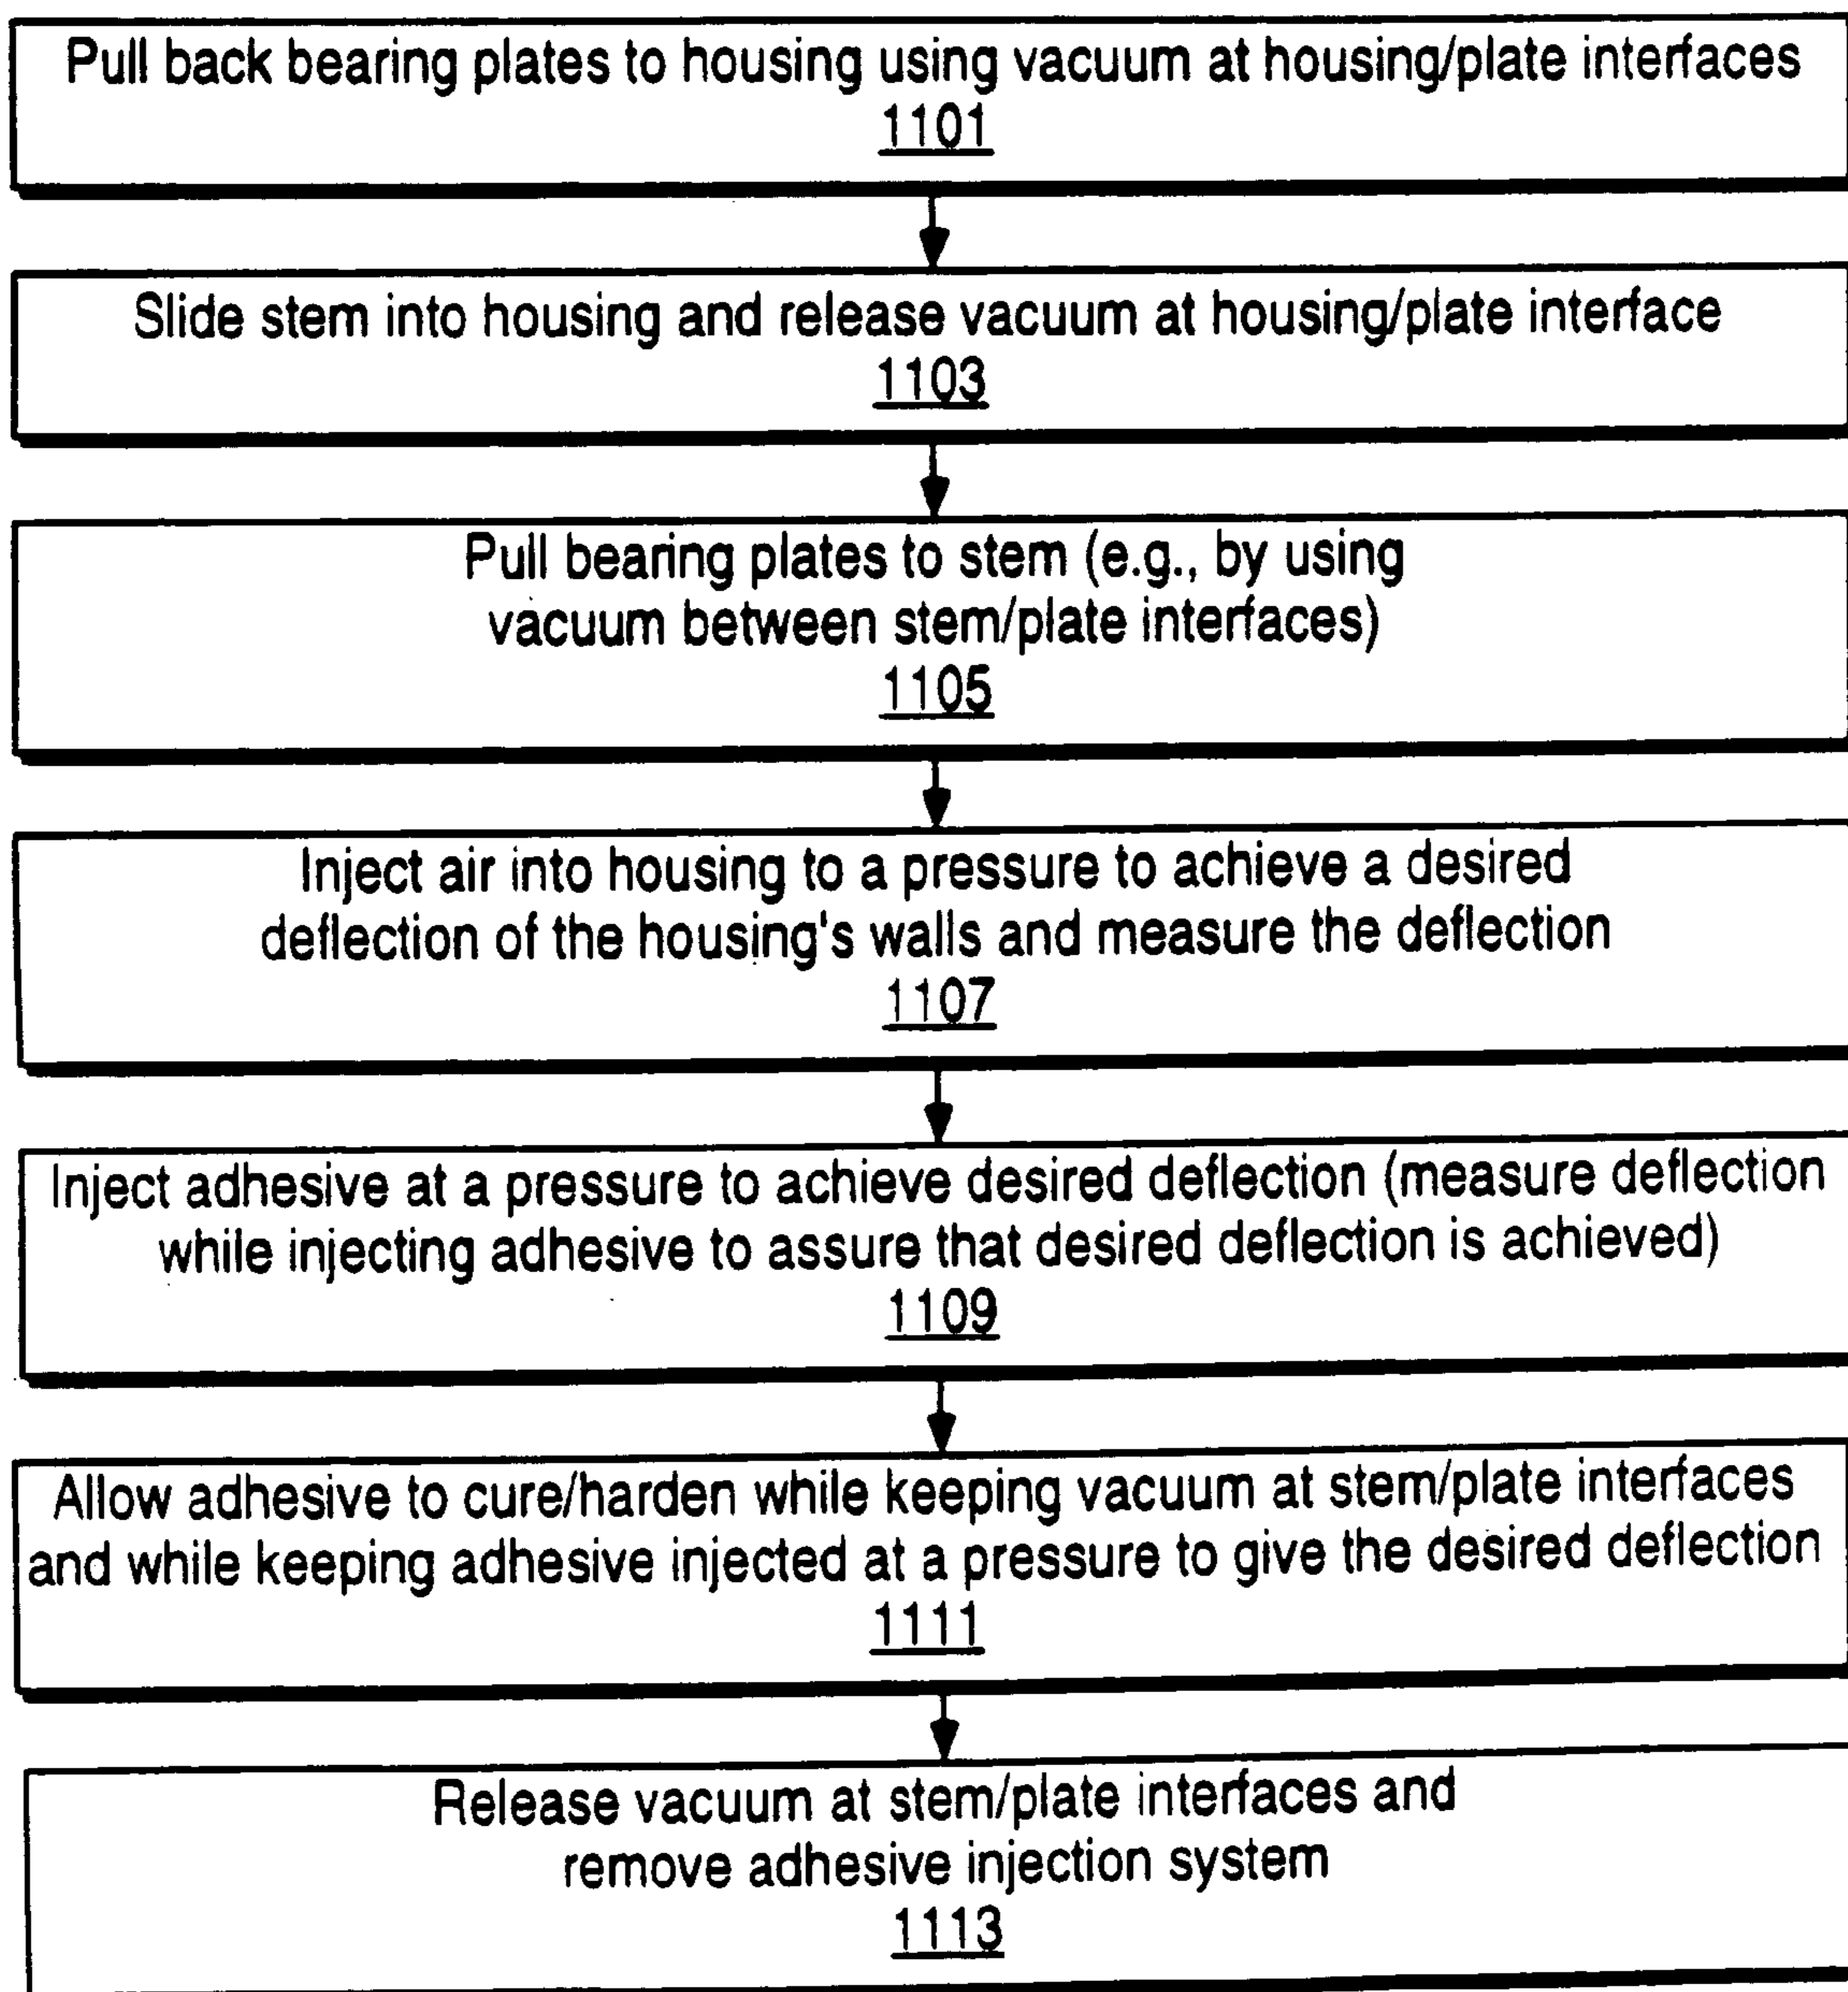 Pull back bearing plates to housing using vacuum at housing/plate interfaces
1101
Slide stem into housing and release vacuum at housing/plate interface
1103
Pull bearing plates to stem (e.g., by using
vacuum between stem/plate interfaces)
1105
Inject air into housing to a pressure to achieve a desired
deflection of the housing's walls and measure the deflection
1107
Inject adhesive at a pressure to achieve desired deflection (measure deflection
while injecting adhesive to assure that desired deflection is achieved)
1109
Allow adhesive to cure/harden while keeping vacuum at stem/plate interfaces
and while keeping adhesive injected at a pressure to give the desired deflection
1111
Release vacuum at stem/plate interfaces and
remove adhesive injection system
1113